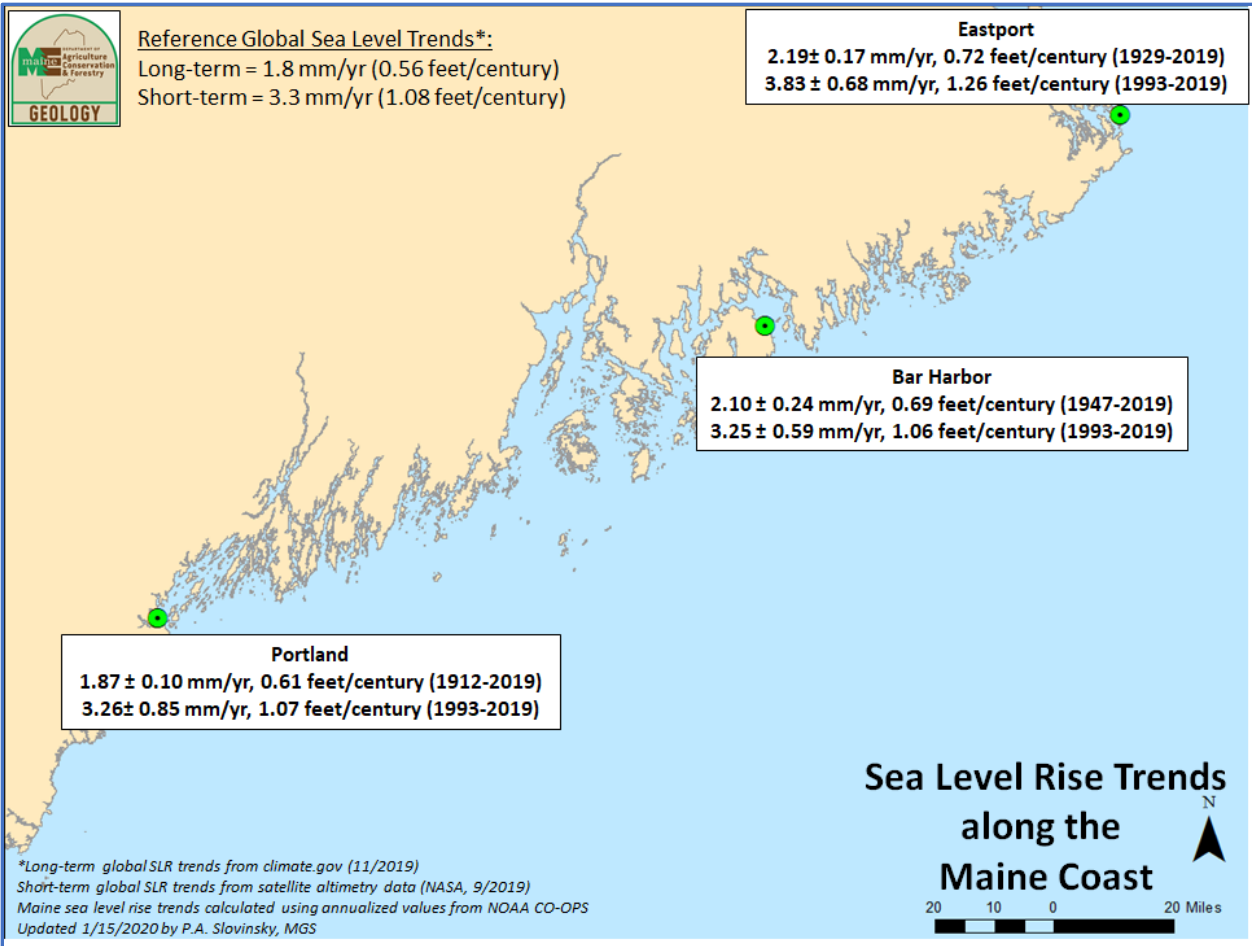 DEPARTMENT OF
maine
Agriculture
Conservation
& Forestry
GEOLOGY
Reference Global Sea Level Trends*:
Long-term = 1.8 mm/yr (0.56 feet/century)
Short-term = 3.3 mm/yr (1.08 feet/century)
Eastport
2.19± 0.17 mm/yr, 0.72 feet/century (1929-2019)
3.83 ± 0.68 mm/yr, 1.26 feet/century (1993-2019)
Bar Harbor
2.10 ± 0.24 mm/yr, 0.69 feet/century (1947-2019)
3.25 ± 0.59 mm/yr, 1.06 feet/century (1993-2019)
Portland
1.87 ± 0.10 mm/yr, 0.61 feet/century (1912-2019)
3.26± 0.85 mm/yr, 1.07 feet/century (1993-2019)
Sea Level Rise Trends
along the
Maine Coast
N
20 10 0 20 Miles
*Long-term global SLR trends from climate.gov (11/2019)
Short-term global SLR trends from satellite altimetry data (NASA, 9/2019)
Maine sea level rise trends calculated using annualized values from NOAA CO-OPS
Updated 1/15/2020 by P.A. Slovinsky, MGS